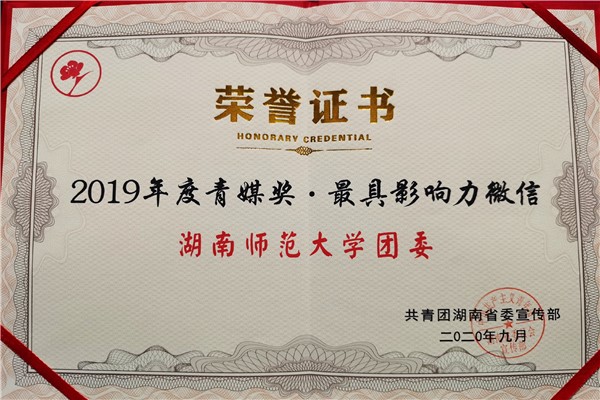 荣誉证书
HONORARY CREDENTIAL
2019年度青媒奖·最具影响力微信
湖南师范大学团委
共青团湖南省委宣传部
二〇二〇年九月